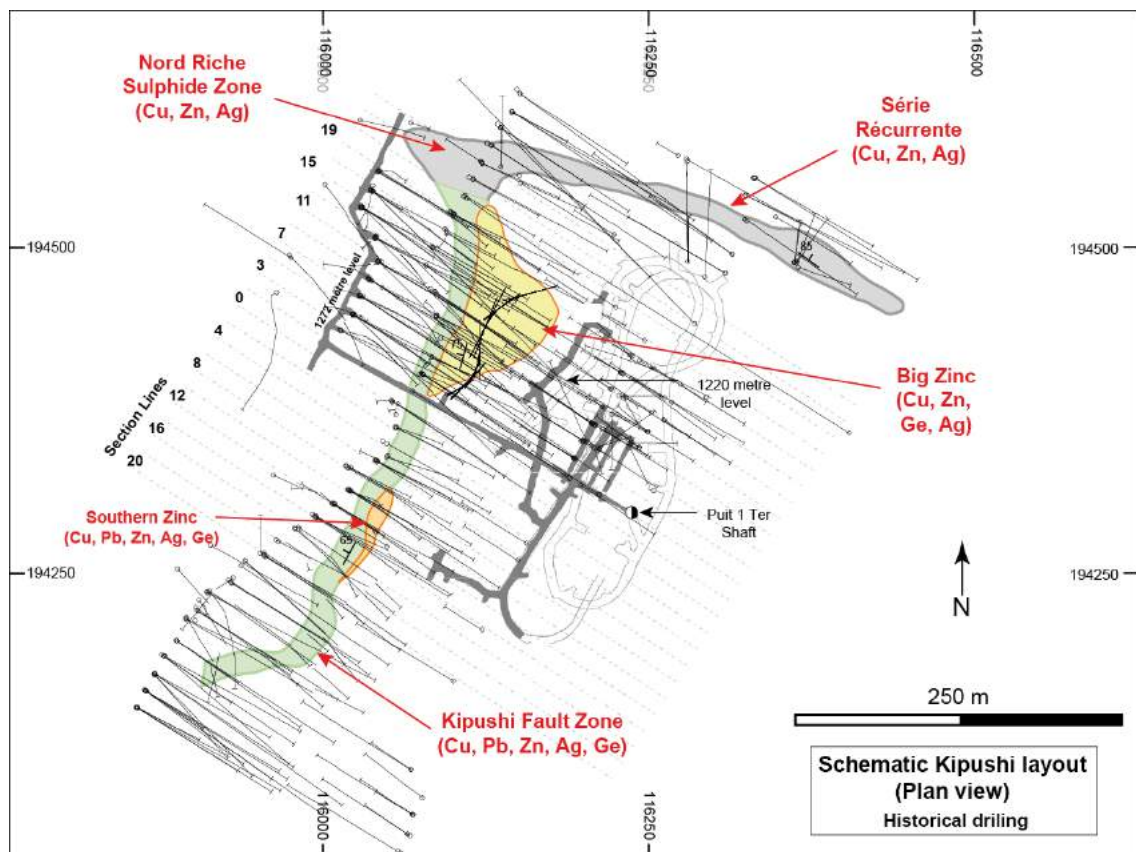 116000
116250
116500
Nord Riche
Sulphide Zone
(Cu, Zn, Ag)
Série
Récurrente
(Cu, Zn, Ag)
19
15
11
7
3
0
4
8
12
16
20
Section Lines
194500
194500
1272 metre level
85
75
1220 metre
level
Big Zinc
(Cu, Zn,
Ge, Ag)
Southern Zinc
(Cu, Pb, Zn, Ag, Ge)
65
Puit 1 Ter
Shaft
194250
194250
N
Kipushi Fault Zone
(Cu, Pb, Zn, Ag, Ge)
250 m
Schematic Kipushi layout
(Plan view)
Historical driling
116000
116250